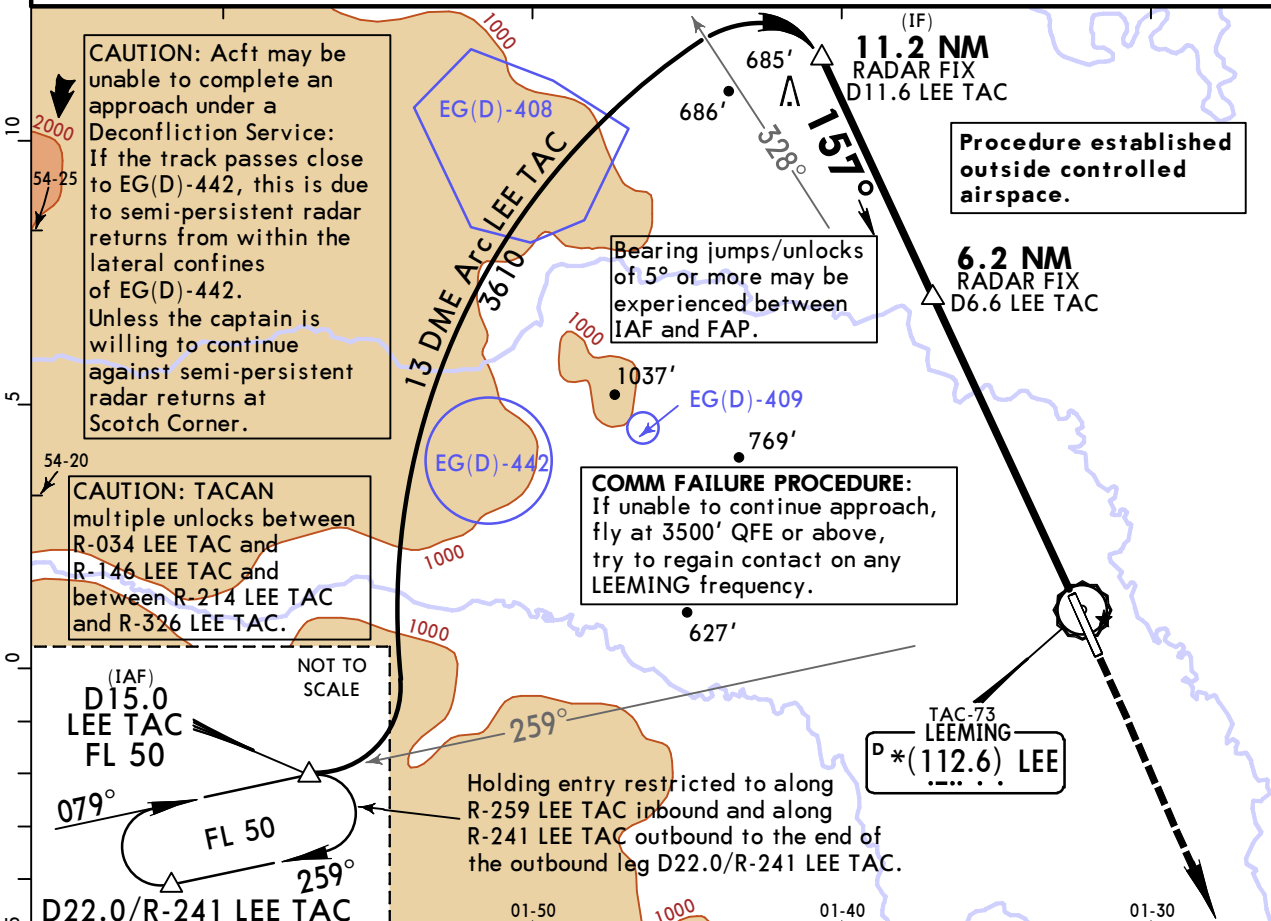 CAUTION: Acft may be
unable to complete an
approach under a
Deconfliction Service:
If the track passes close
to EG(D)-442, this is due
to semi-persistent radar
returns from within the
lateral confines
of EG(D)-442.
Unless the captain is
willing to continue
against semi-persistent
radar returns at
Scotch Corner.
1000
EG(D)-408
685'
686'
(IF)
11.2 NM
RADAR FIX
D11.6 LEE TAC
10
2000
54-25
328°
157°
Procedure established
outside controlled
airspace.
13 DME Arc LEE TAC
3610
Bearing jumps/unlocks
of 5° or more may be
experienced between
IAF and FAP.
6.2 NM
RADAR FIX
D6.6 LEE TAC
1000
1037'
EG(D)-409
5
769'
EG(D)-442
54-20
CAUTION: TACAN
multiple unlocks between
R-034 LEE TAC and
R-146 LEE TAC and
between R-214 LEE TAC
and R-326 LEE TAC.
1000
COMM FAILURE PROCEDURE:
If unable to continue approach,
fly at 3500' QFE or above,
try to regain contact on any
LEEMING frequency.
627'
1000
0
NOT TO
SCALE
(IAF)
D15.0
LEE TAC
FL 50
259°
TAC-73
LEEMING
D *(112.6) LEE
079°
FL 50
259°
D22.0/R-241 LEE TAC
Holding entry restricted to along
R-259 LEE TAC inbound and along
R-241 LEE TAC outbound to the end of
the outbound leg D22.0/R-241 LEE TAC.
5
01-50
1000
01-40
01-30